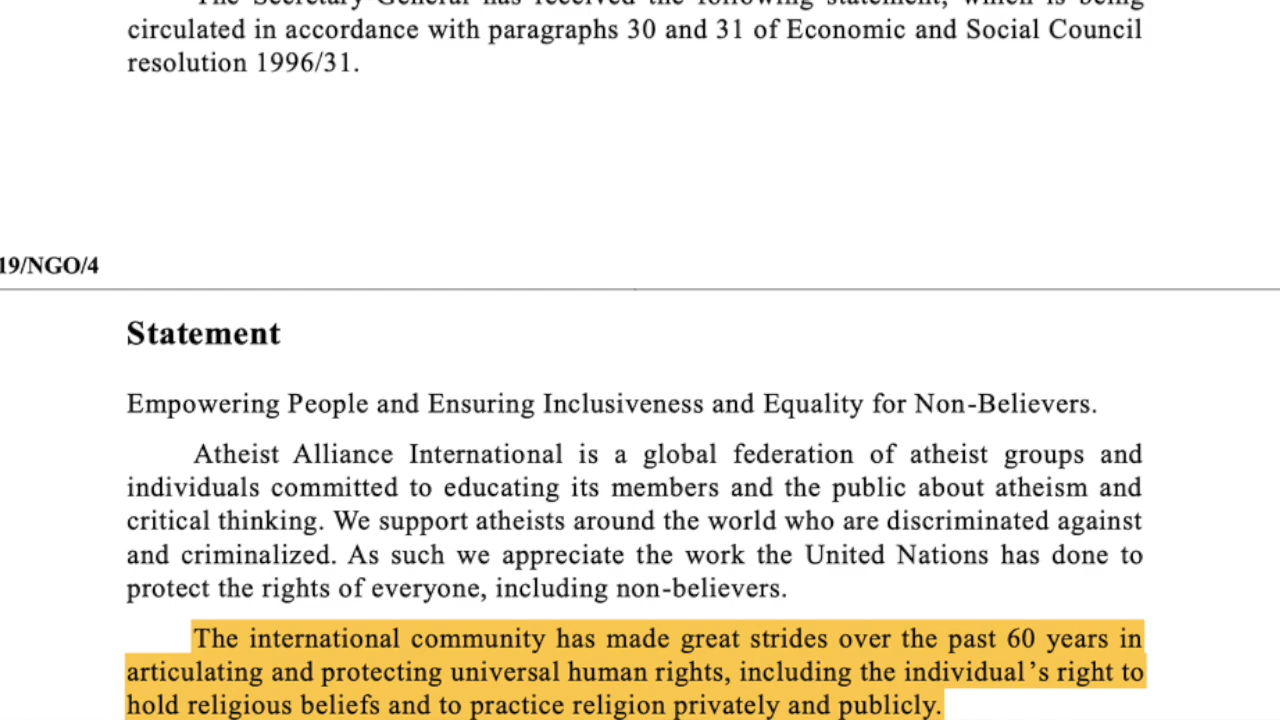 The Secretary-General has received the following statement, which is being
circulated in accordance with paragraphs 30 and 31 of Economic and Social Council
resolution 1996/31.
19/NGO/4
Statement
Empowering People and Ensuring Inclusiveness and Equality for Non-Believers.
Atheist Alliance International is a global federation of atheist groups and
individuals committed to educating its members and the public about atheism and
critical thinking. We support atheists around the world who are discriminated against
and criminalized. As such we appreciate the work the United Nations has done to
protect the rights of everyone, including non-believers.
The international community has made great strides over the past 60 years in
articulating and protecting universal human rights, including the individual's right to
hold religious beliefs and to practice religion privately and publicly.